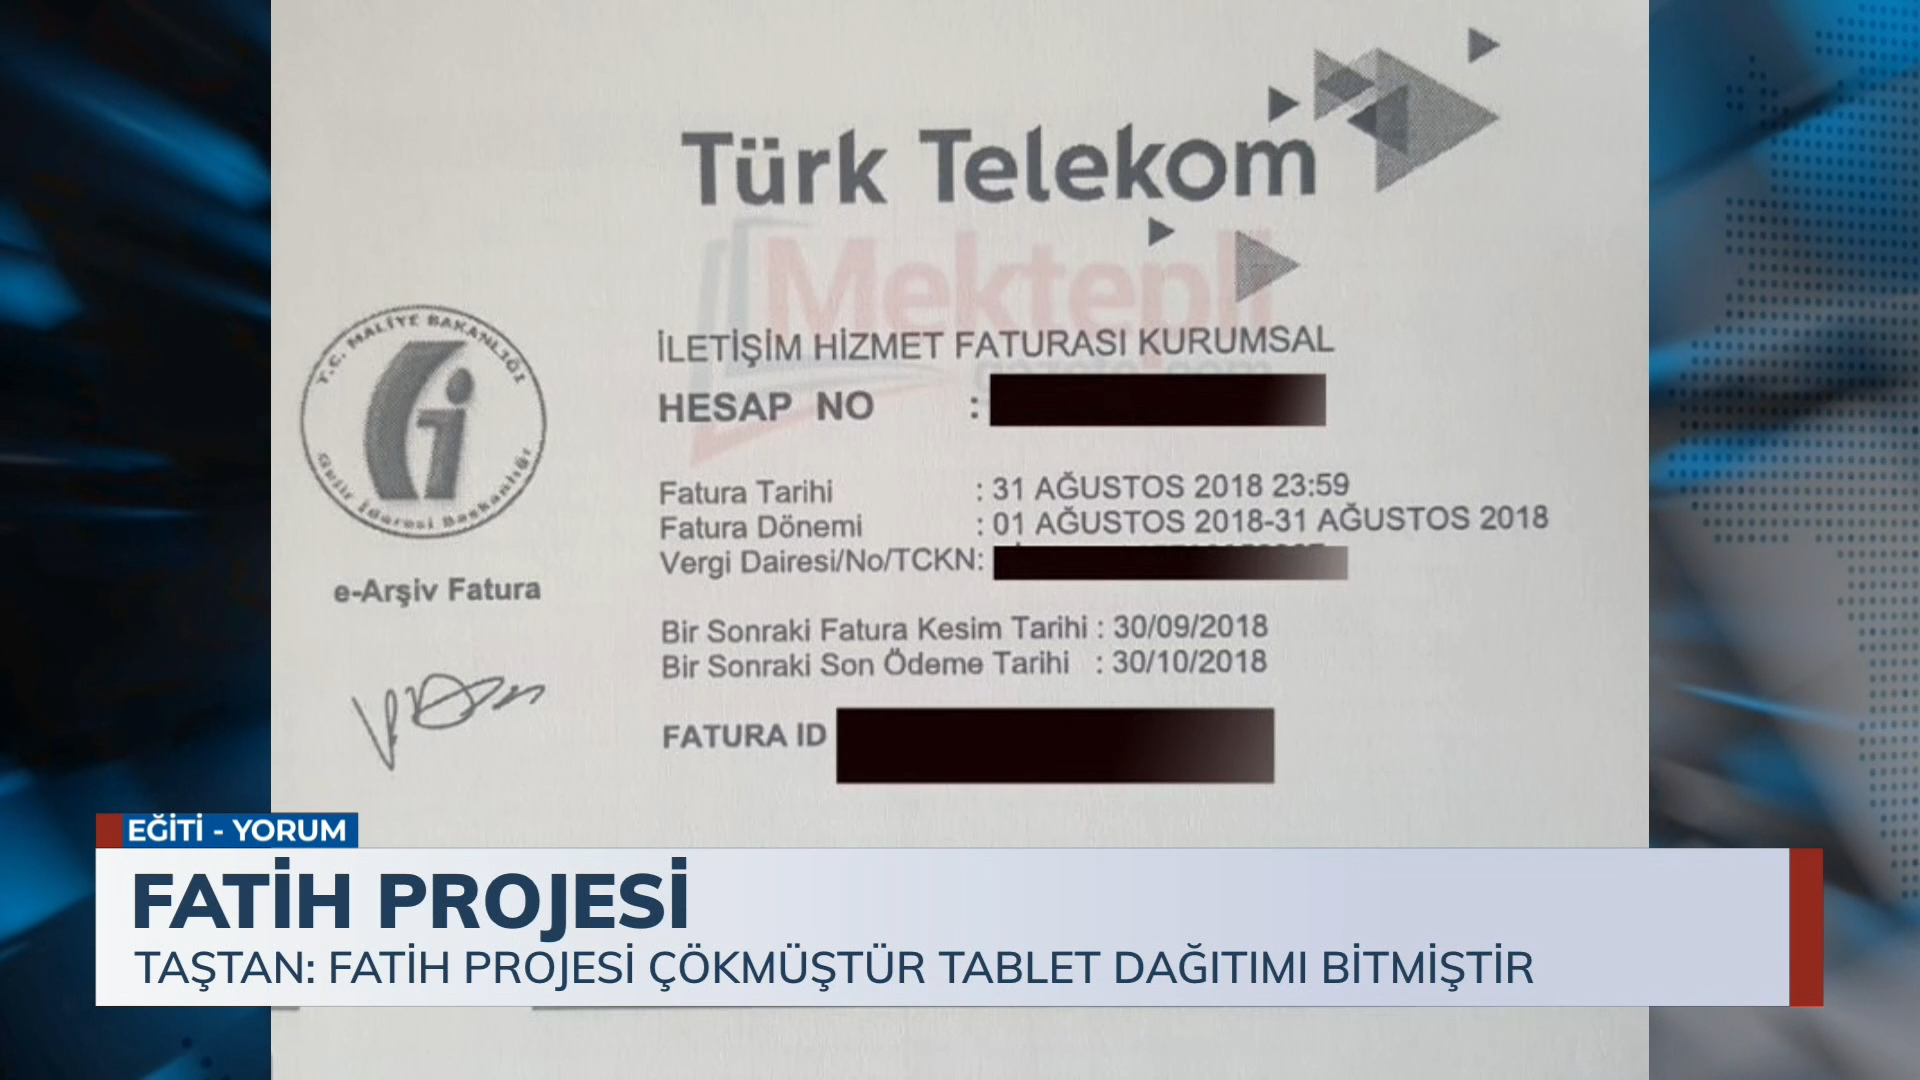 Türk Telekom
Mektepli
İLETİŞİM HİZMET FATURASI KURUMSAL
HESAP NO :
T.C. MALİYE BAKANLIĞI
Gelir İdaresi Başkanlığı
e-Arşiv Fatura
Fatura Tarihi : 31 AĞUSTOS 2018 23:59
Fatura Dönemi : 01 AĞUSTOS 2018-31 AĞUSTOS 2018
Vergi Dairesi/No/TCKN:
Bir Sonraki Fatura Kesim Tarihi : 30/09/2018
Bir Sonraki Son Ödeme Tarihi : 30/10/2018
FATURA ID
EĞİTİ - YORUM
FATİH PROJESİ
TAŞTAN: FATİH PROJESİ ÇÖKMÜŞTÜR TABLET DAĞITIMI BİTMİŞTİR